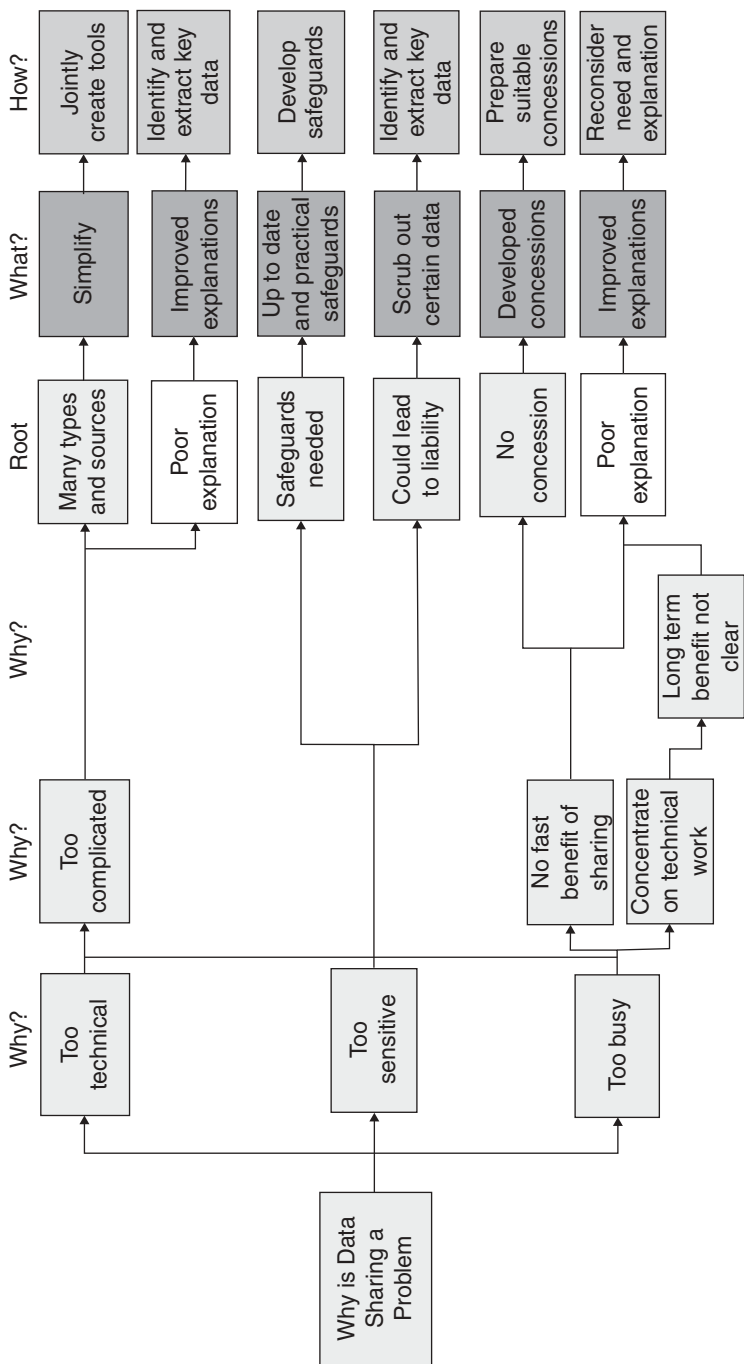 Why?
Why?
Why?
Root
What?
How?
Why is Data
Sharing a
Problem
Too
technical
Too
complicated
Many types
and sources
Simplify
Jointly
create tools
Poor
explanation
Improved
explanations
Identify and
extract key
data
Too
sensitive
Safeguards
needed
Up to date
and practical
safeguards
Develop
safeguards
Could lead
to liability
Scrub out
certain data
Identify and
extract key
data
Too busy
No fast
benefit of
sharing
No
concession
Developed
concessions
Prepare
suitable
concessions
Concentrate
on technical
work
Long term
benefit not
clear
Poor
explanation
Improved
explanations
Reconsider
need and
explanation